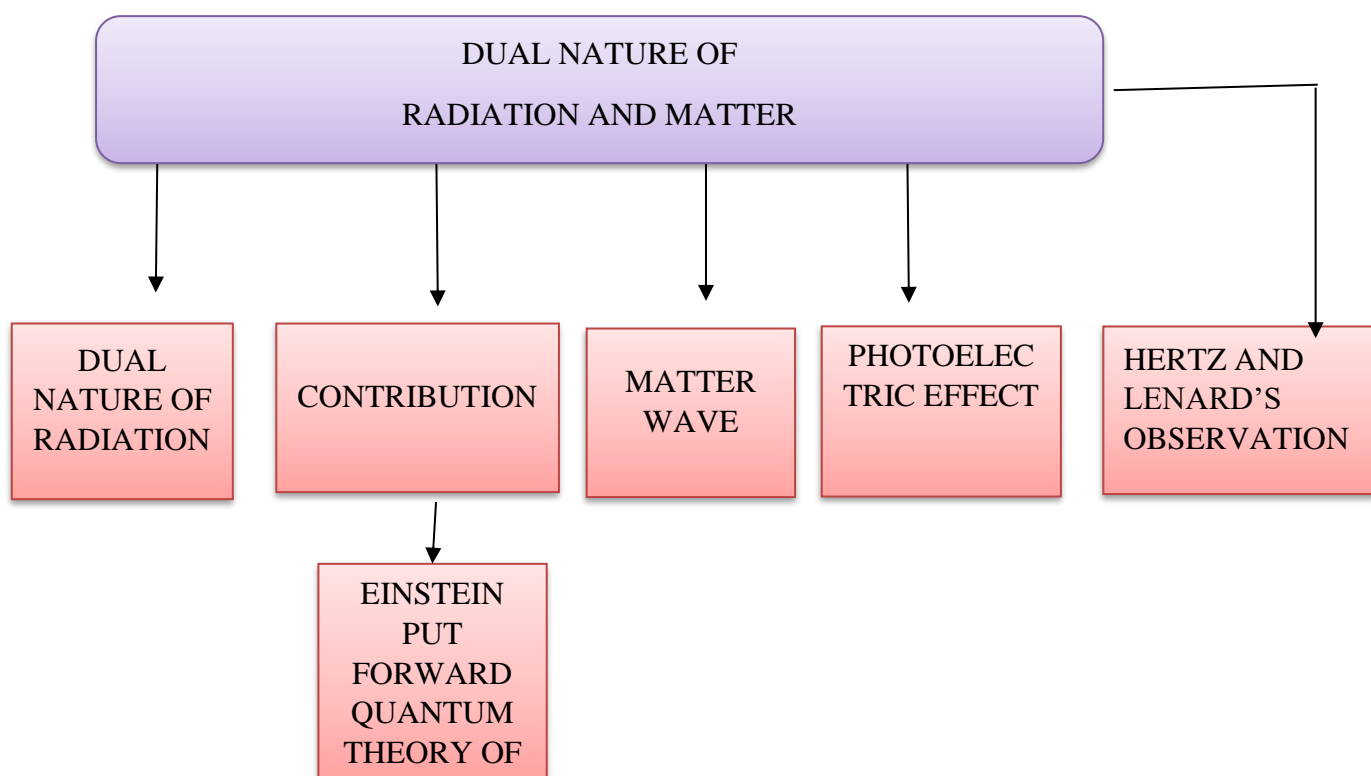 DUAL NATURE OF
RADIATION AND MATTER
DUAL
NATURE OF
RADIATION
CONTRIBUTION
MATTER
WAVE
PHOTOELEC
TRIC EFFECT
HERTZ AND
LENARD’S
OBSERVATION
EINSTEIN
PUT
FORWARD
QUANTUM
THEORY OF